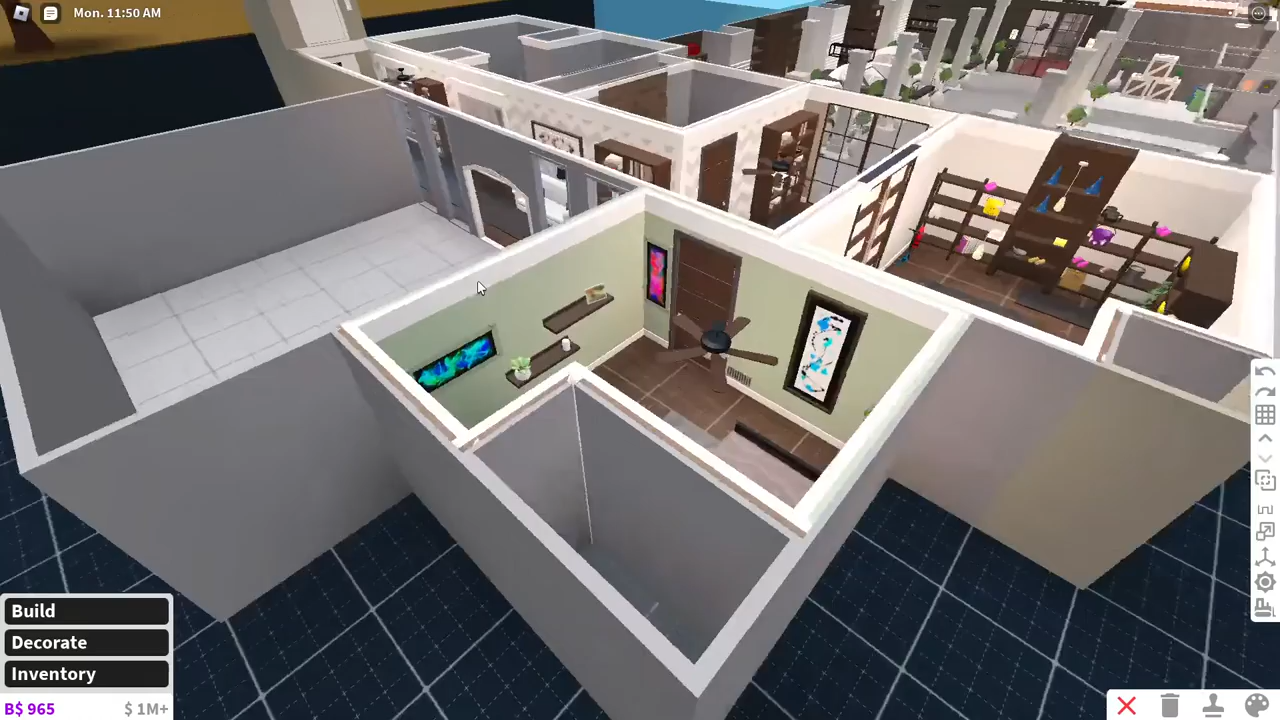 Mon. 11:50 AM
Build
Decorate
Inventory
B$ 965
$ 1M+